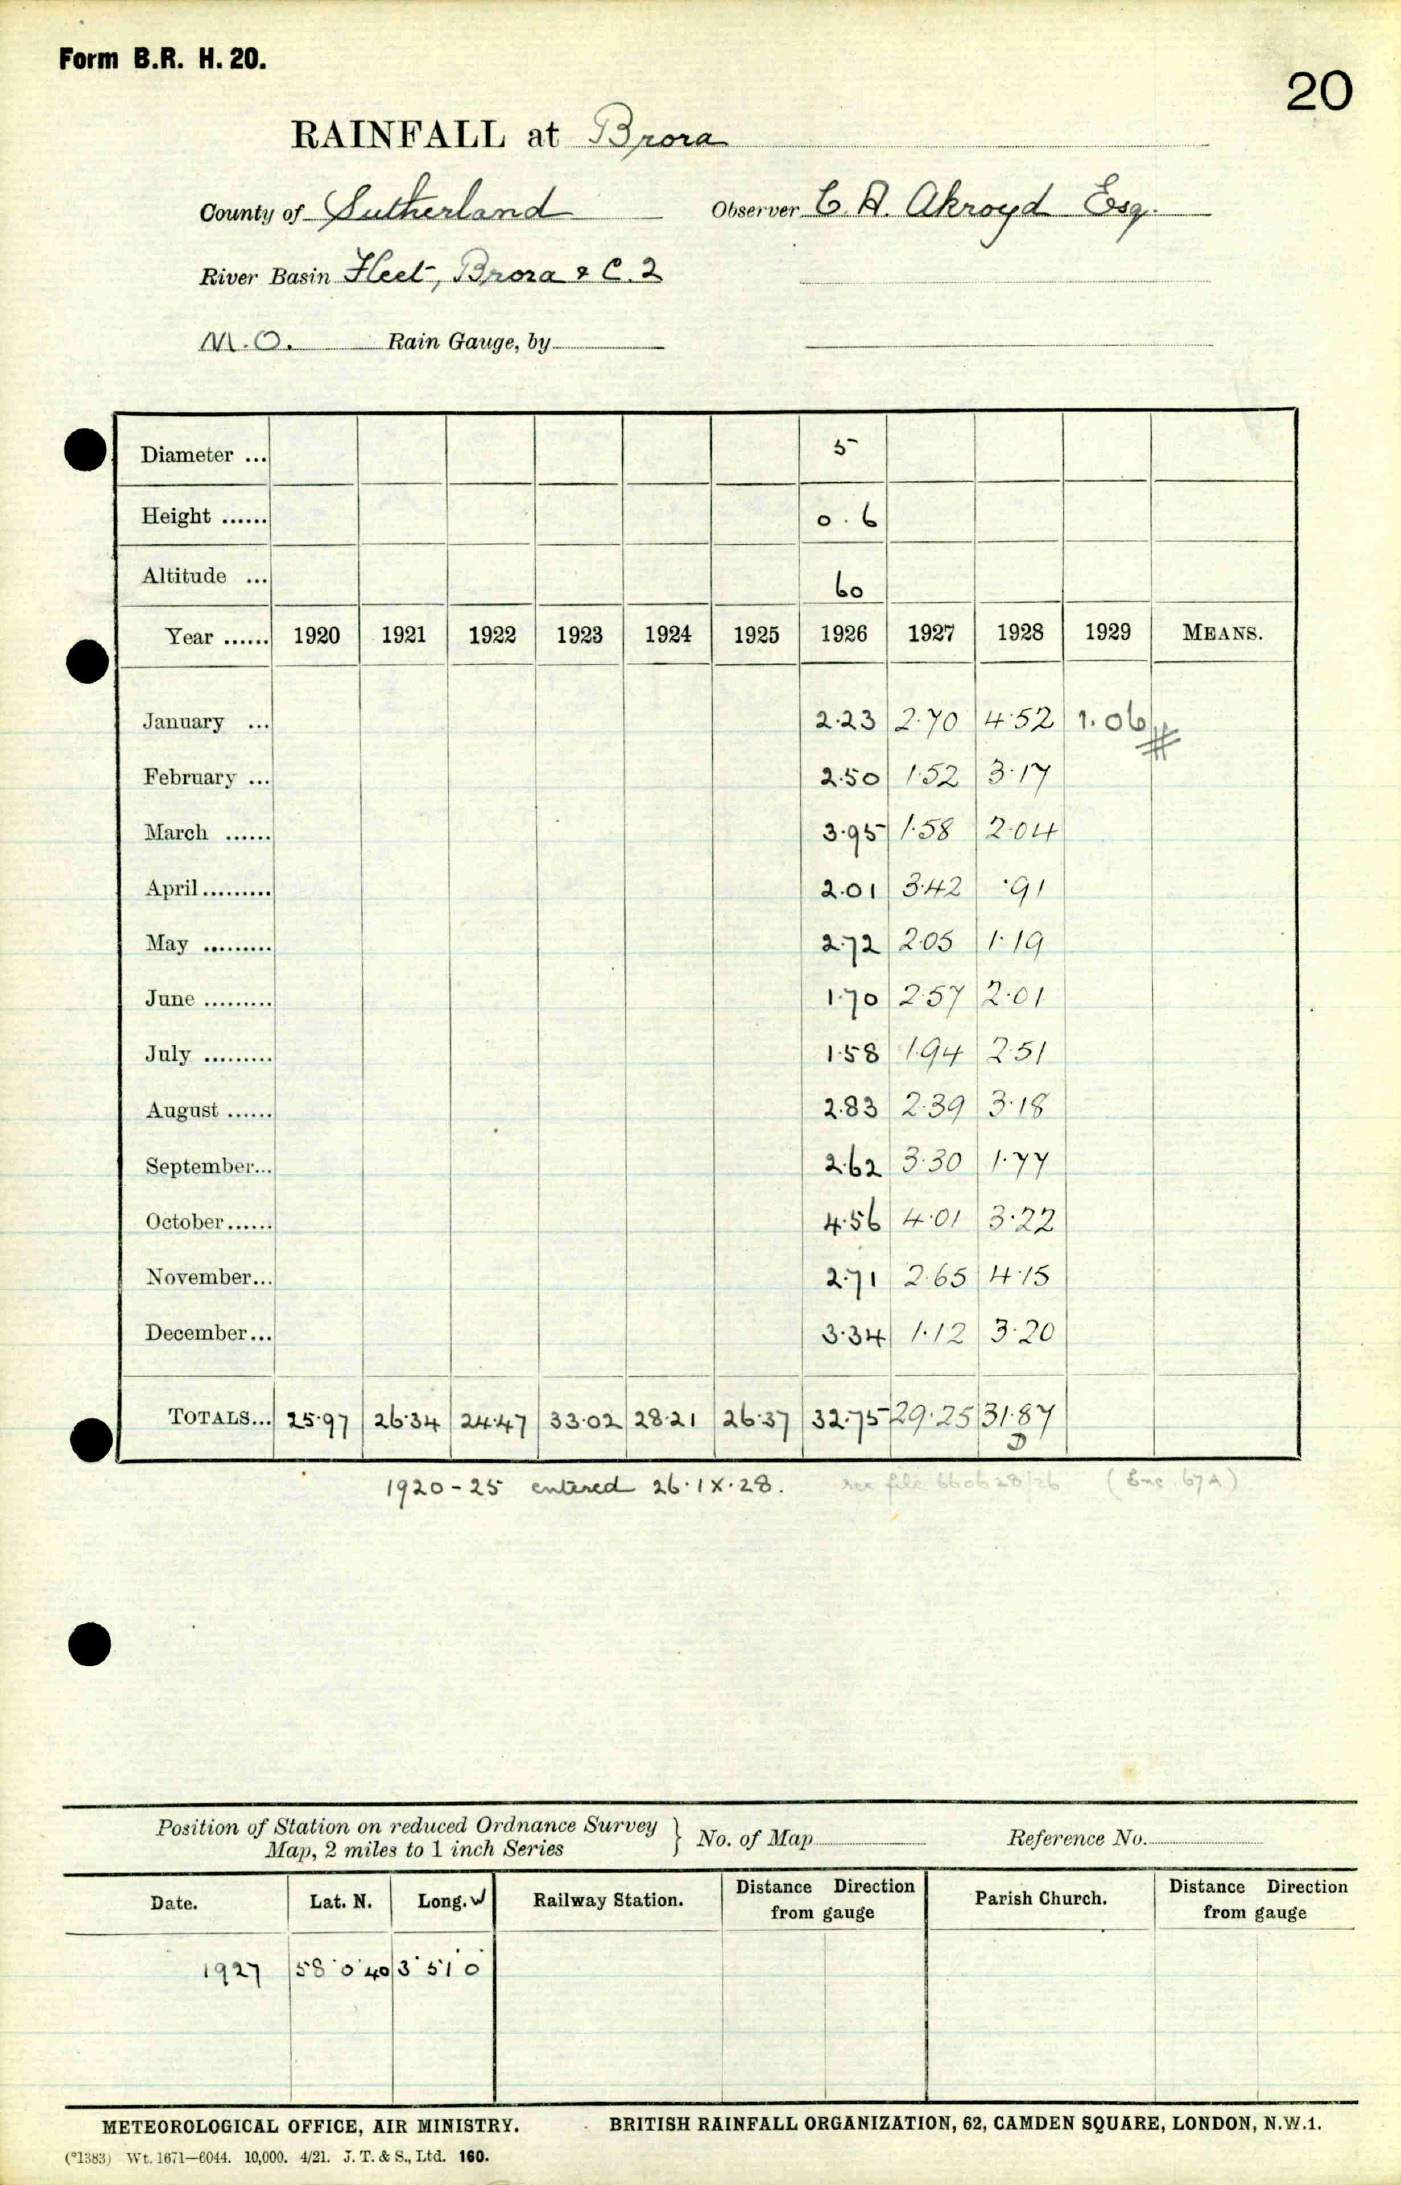 Form B.R. H. 20.
20
RAINFALL at Brora
County of Sutherland Observer C. A. Akroyd Esq.
River Basin Fleet, Brora & C. 2
M.O. Rain Gauge, by
Diameter ... 5
Height ...... 0.6
Altitude ... 60
Year ...... 1920 1921 1922 1923 1924 1925 1926 1927 1928 1929 MEANS.
January ... 2.23 2.70 4.52 1.06 #
February ... 2.50 1.52 3.17
March ...... 3.95 1.58 2.04
April ......... 2.01 3.42 .91
May ......... 2.72 2.05 1.19
June ......... 1.70 2.57 2.01
July ......... 1.58 1.94 2.51
August ...... 2.83 2.39 3.18
September... 2.62 3.30 1.77
October ...... 4.56 4.01 3.22
November... 2.71 2.65 4.15
December... 3.34 1.12 3.20
TOTALS... 25.97 26.34 24.47 33.02 28.21 26.37 32.75 29.25 31.87
D
1920-25 entered 26.IX.28. see file 660628/26 (Enc. 67A)
Position of Station on reduced Ordnance Survey
Map, 2 miles to 1 inch Series } No. of Map Reference No.
Date. Lat. N. Long. W Railway Station. Distance Direction from gauge Parish Church. Distance Direction from gauge
1927 58° 0' 40 3° 51' 0"
METEOROLOGICAL OFFICE, AIR MINISTRY. BRITISH RAINFALL ORGANIZATION, 62, CAMDEN SQUARE, LONDON, N.W.1.
(*1383) Wt. 1671—6044. 10,000. 4/21. J. T. & S., Ltd. 160.